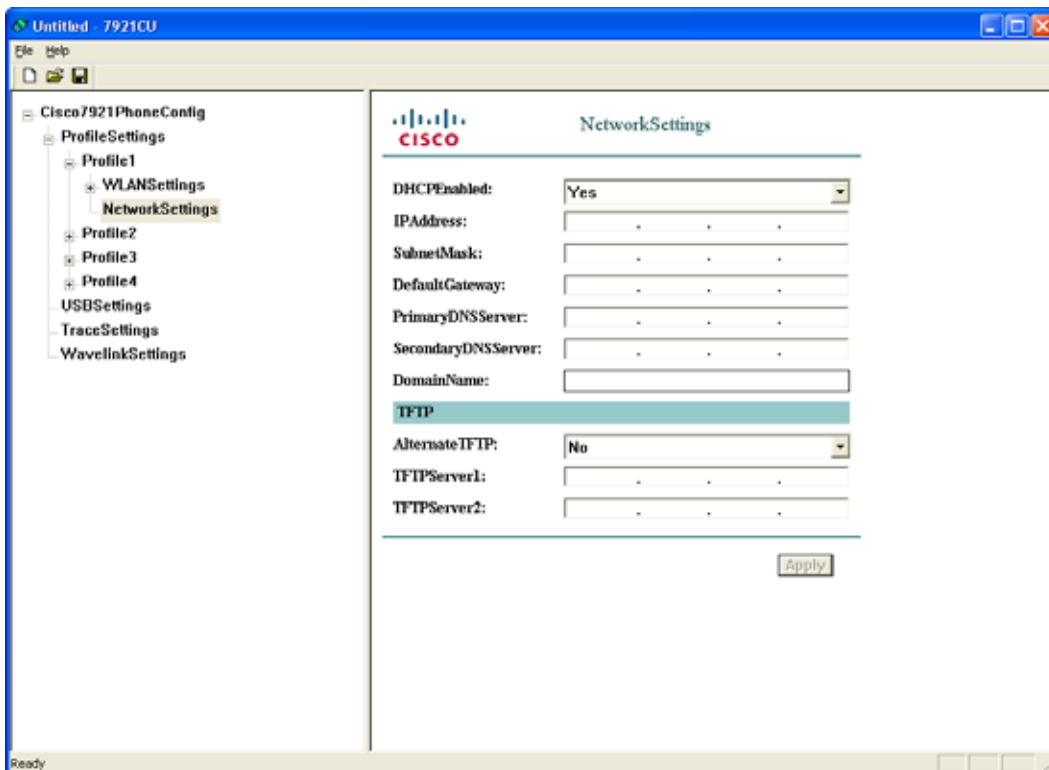 Untitled - 7921CU
File Help
Cisco7921PhoneConfig
ProfileSettings
Profile1
WLANSettings
NetworkSettings
Profile2
Profile3
Profile4
USBSettings
TraceSettings
WavelinkSettings
CISCO
NetworkSettings
DHCPEnabled: Yes
IPAddress: . . .
SubnetMask: . . .
DefaultGateway: . . .
PrimaryDNSServer: . . .
SecondaryDNSServer: . . .
DomainName:
TFTP
AlternateTFTP: No
TFTPServer1: . . .
TFTPServer2: . . .
Apply
Ready